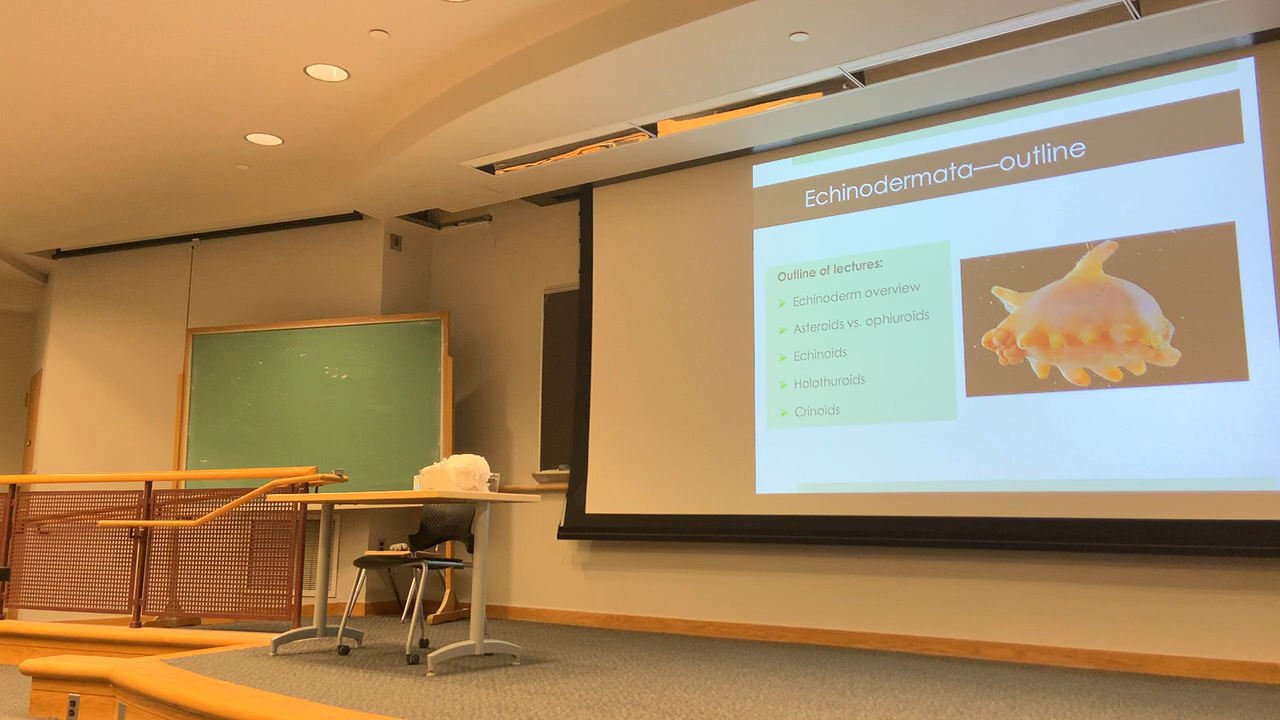 Echinodermata—outline
Outline of lectures:
Echinoderm overview
Asteroids vs. ophiuroids
Echinoids
Holothuroids
Crinoids